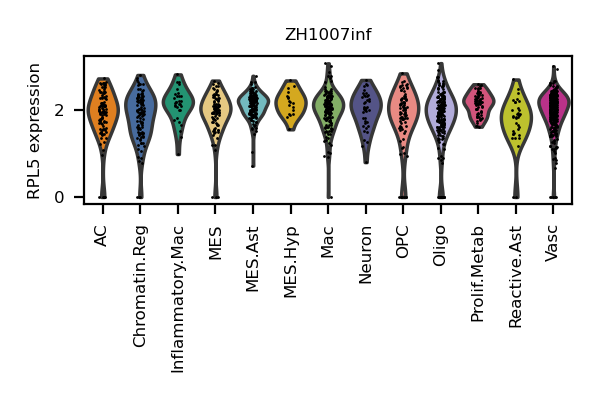 ZH1007inf
RPL5 expression
2
0
AC
Chromatin.Reg
Inflammatory.Mac
MES
MES.Ast
MES.Hyp
Mac
Neuron
OPC
Oligo
Prolif.Metab
Reactive.Ast
Vasc